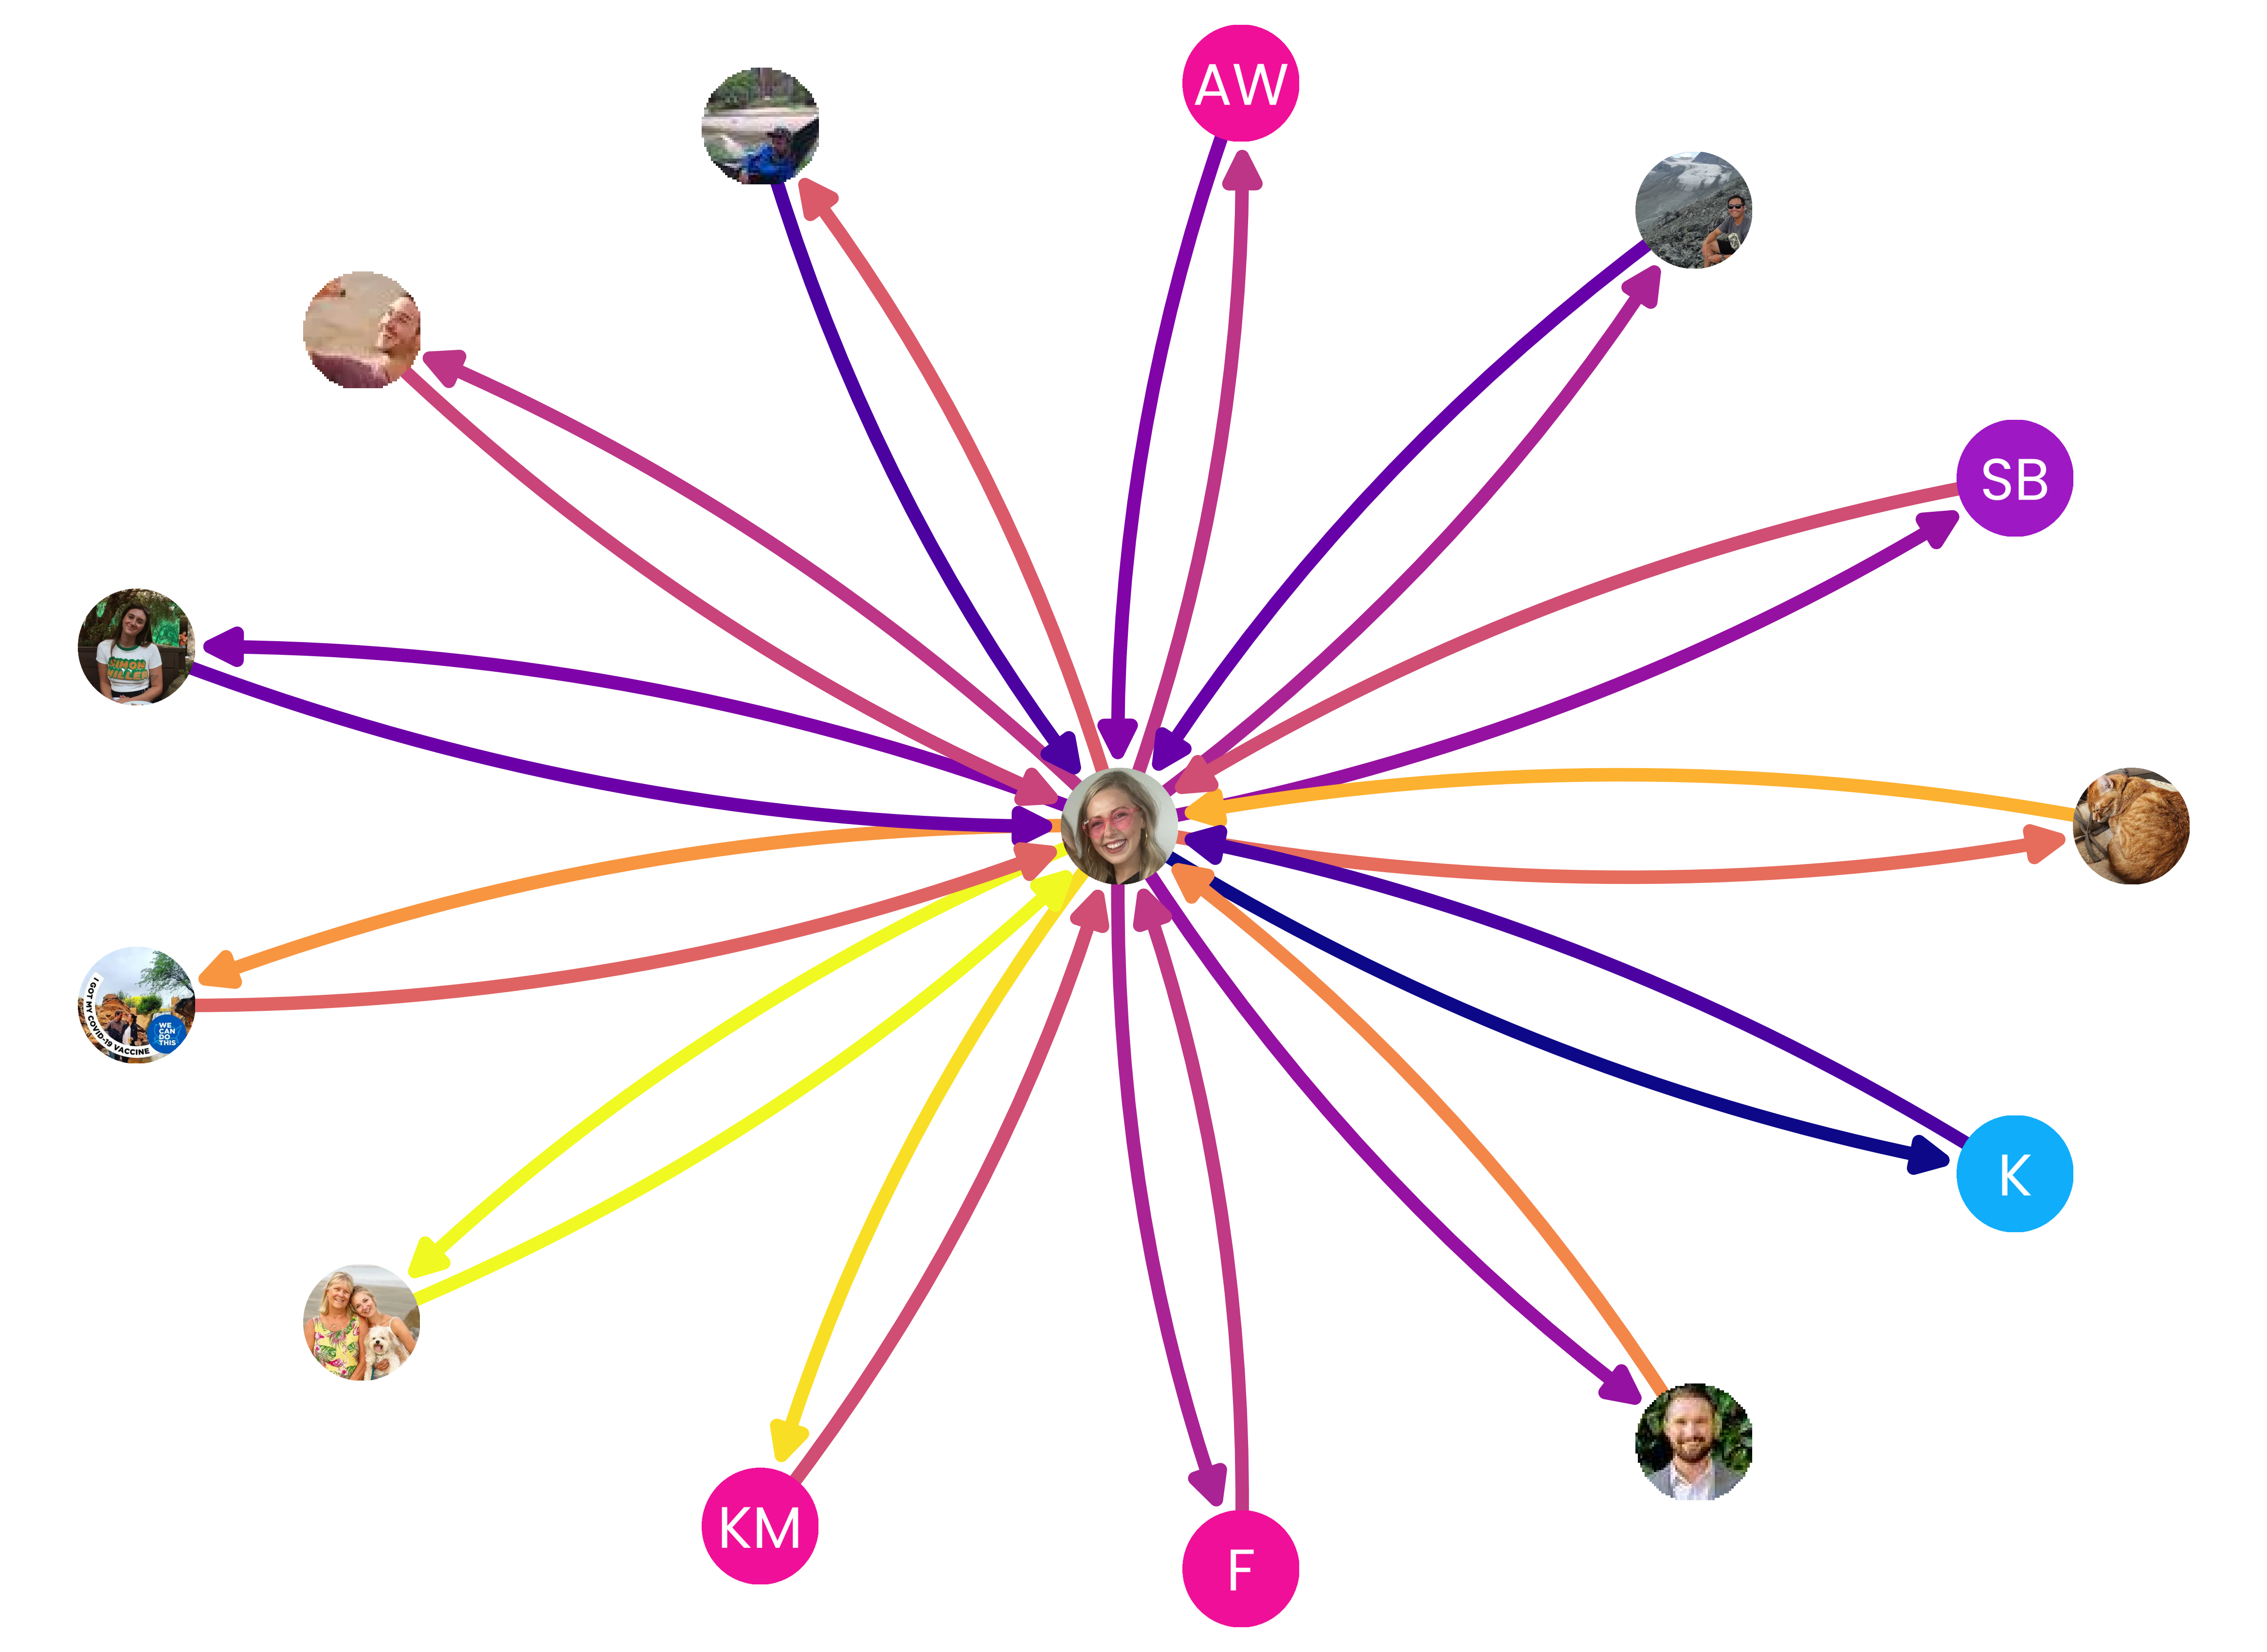 AW
SB
SIMON
MILLER
I GOT MY COVID-19 VACCINE
WE
CAN
DO
THIS
K
KM
F